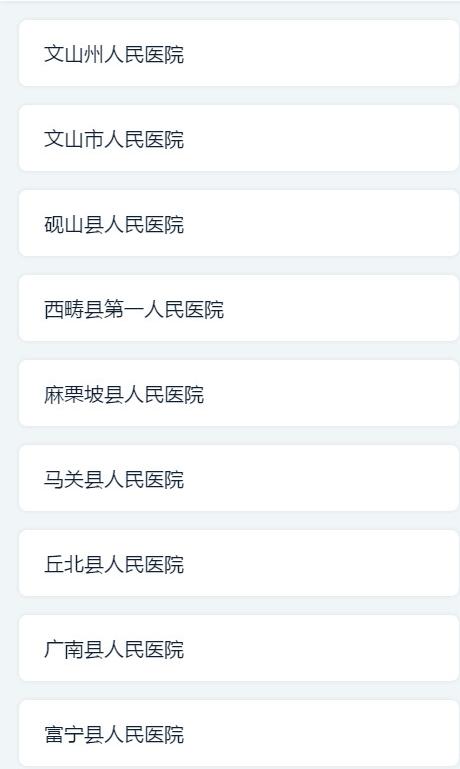 文山州人民医院
文山市人民医院
砚山县人民医院
西畴县第一人民医院
麻栗坡县人民医院
马关县人民医院
丘北县人民医院
广南县人民医院
富宁县人民医院